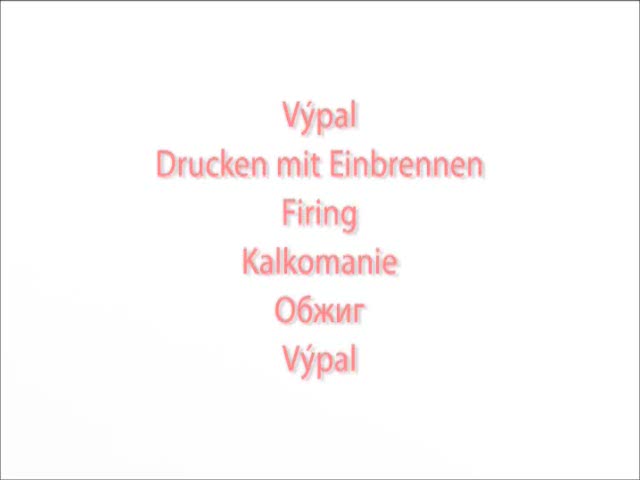 Výpal
Drucken mit Einbrennen
Firing
Kalkomanie
Обжиг
Výpal